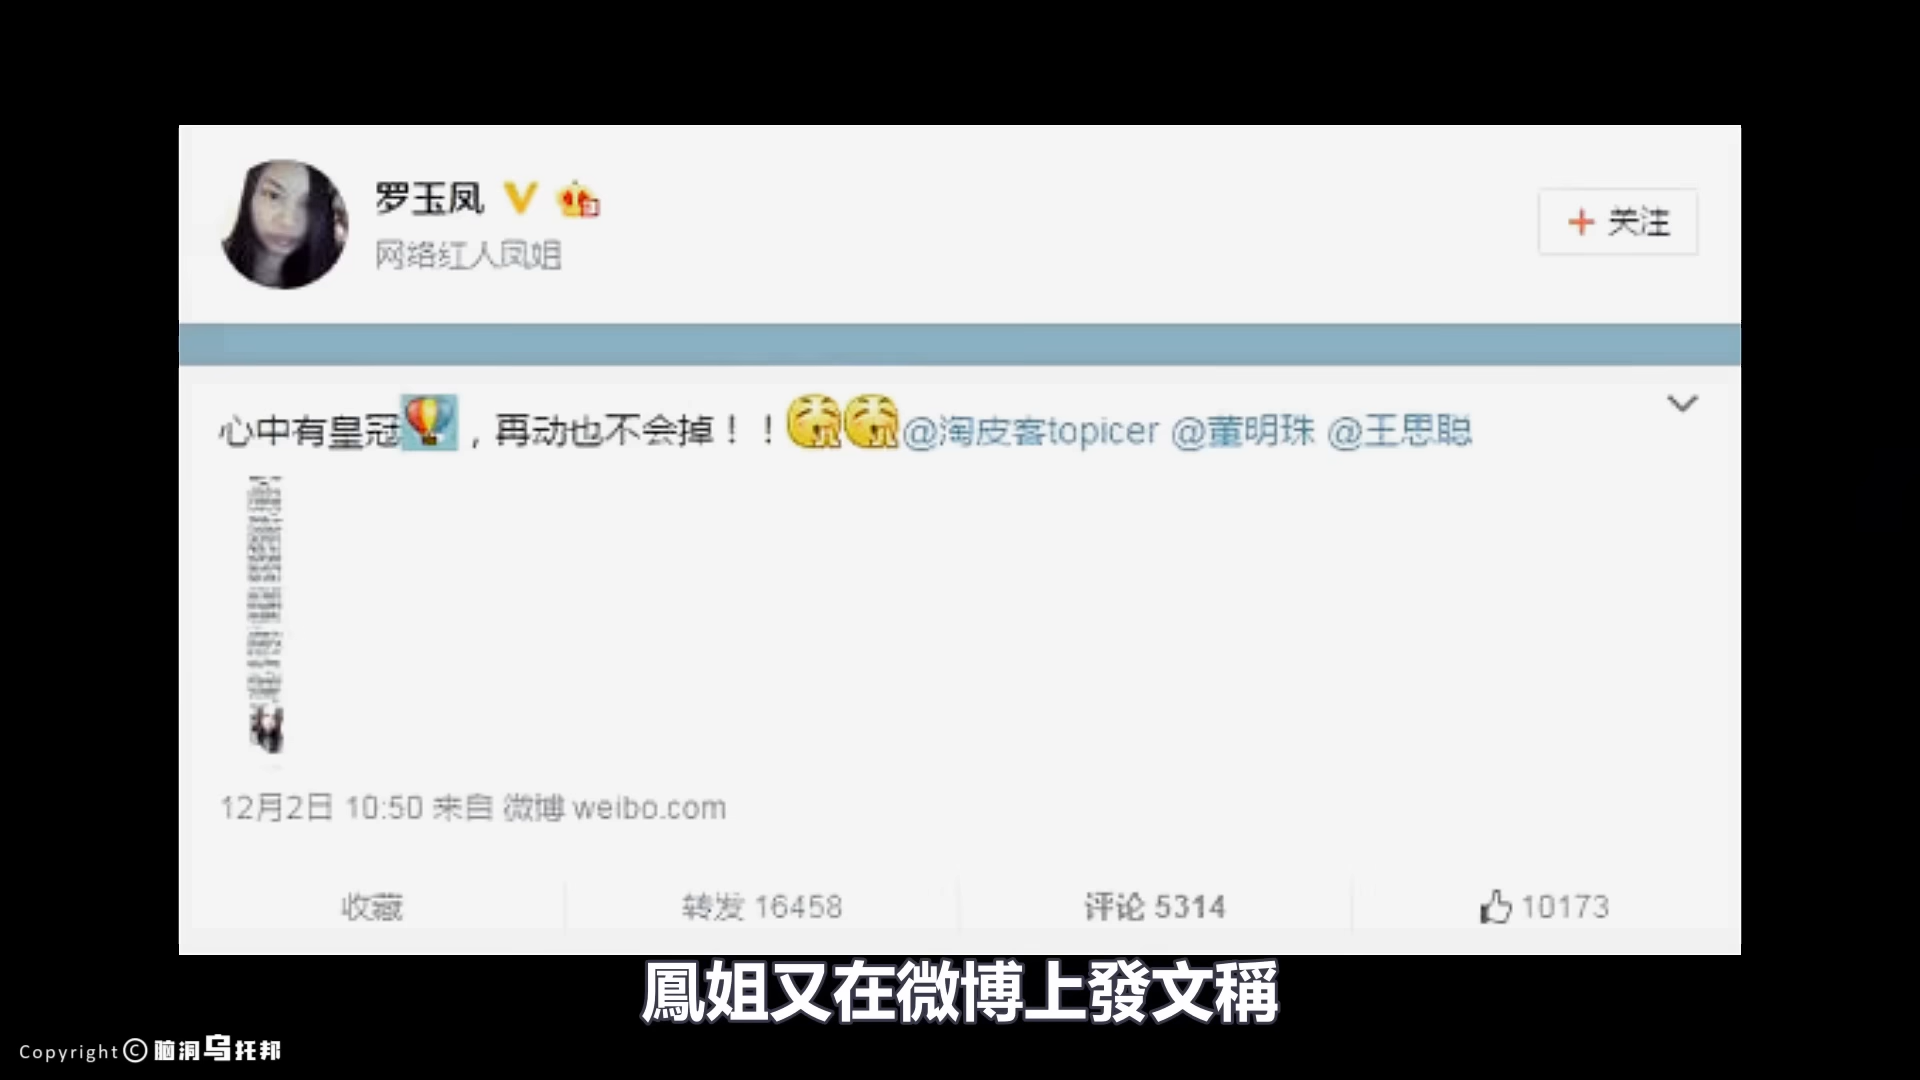 罗玉凤
网络红人凤姐
+ 关注
心中有皇冠，再动也不会掉！！@淘皮客topicer @董明珠 @王思聪
12月2日 10:50 来自 微博 weibo.com
收藏
转发 16458
评论 5314
10173
鳳姐又在微博上發文稱
Copyright © 脑洞乌托邦